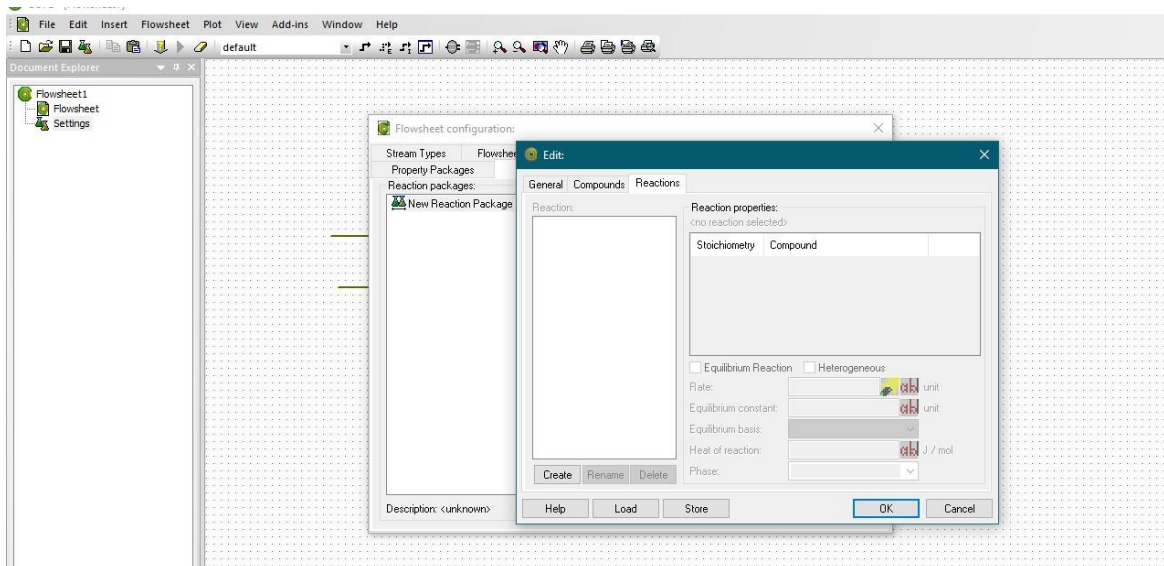 File Edit Insert Flowsheet Plot View Add-ins Window Help
default
Document Explorer
Flowsheet1
Flowsheet
Settings
Flowsheet configuration:
Stream Types
Property Packages
Reaction packages:
New Reaction Package
Description: <unknown>
Edit:
General Compounds Reactions
Reaction:
Create Rename Delete
Reaction properties:
<no reaction selected>
Stoichiometry Compound
Equilibrium Reaction Heterogeneous
Rate: unit
Equilibrium constant: unit
Equilibrium basis:
Heat of reaction: J / mol
Phase:
Help Load Store OK Cancel